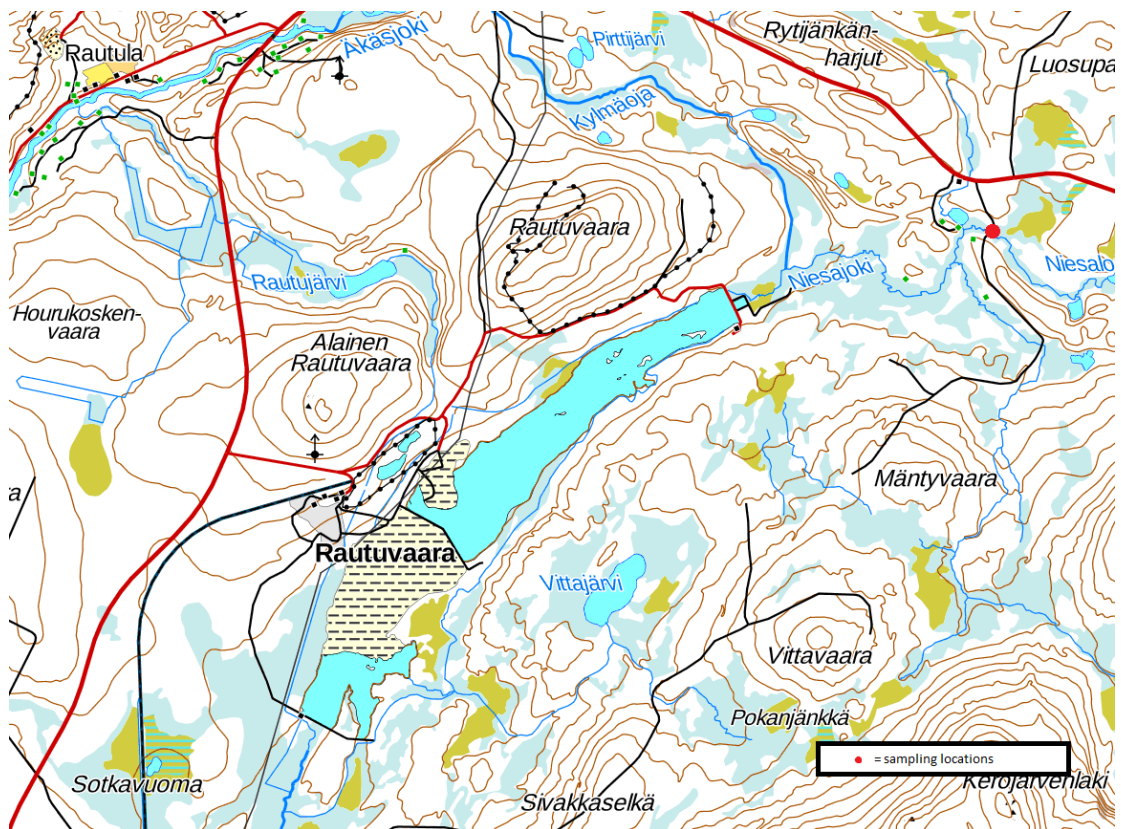 Rautula
Äkäsjoki
Pirttijärvi
Rytijänkän-
harjut
Luosupa
Kylmäoja
Rautuvaara
Rautujärvi
Niesajoki
Niesalo
Hourukosken-
vaara
Alainen
Rautuvaara
a
Mäntyvaara
Rautuvaara
Vittajärvi
Vittavaara
Pokanjänkkä
= sampling locations
Sotkavuoma
Sivakkaselkä
Kerojärvenlaki